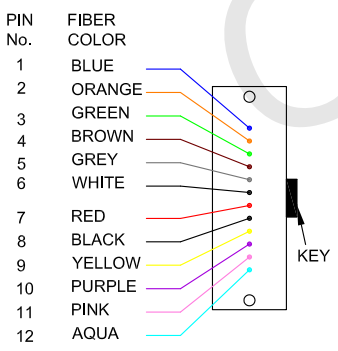 PIN FIBER
No. COLOR
1 BLUE
2 ORANGE
3 GREEN
4 BROWN
5 GREY
6 WHITE
7 RED
8 BLACK
9 YELLOW
10 PURPLE
11 PINK
12 AQUA
KEY